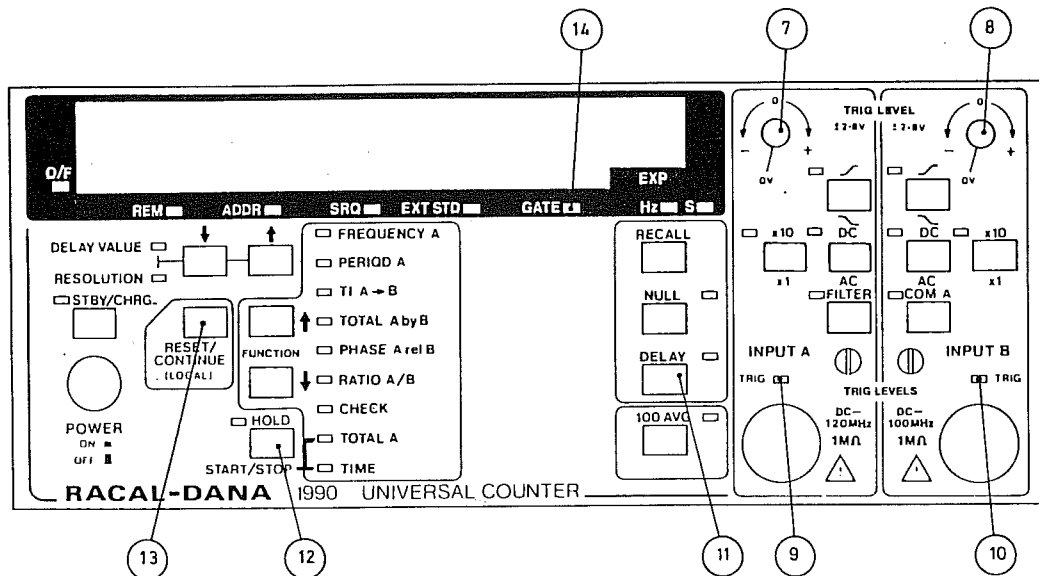 14 7 8
TRIG LEVEL
0 0
±2·8V ±2·8V
- + - +
0V 0V
O/F
EXP
REM ADDR SRQ EXT STD GATE Hz S
DELAY VALUE
RESOLUTION
STBY/CHRG
POWER
ON
OFF
RESET/
CONTINUE
(LOCAL)
FUNCTION
HOLD
START/STOP
FREQUENCY A
PERIOD A
TI A→B
TOTAL A by B
PHASE A rel B
RATIO A/B
CHECK
TOTAL A
TIME
RECALL
NULL
DELAY
100 AVG
x10 DC DC x10
x1 AC AC x1
FILTER COM A
INPUT A INPUT B
TRIG TRIG
TRIG LEVELS
DC– DC–
120MHz 100MHz
1MΩ 1MΩ
RACAL-DANA 1990 UNIVERSAL COUNTER
13 12 11 9 10